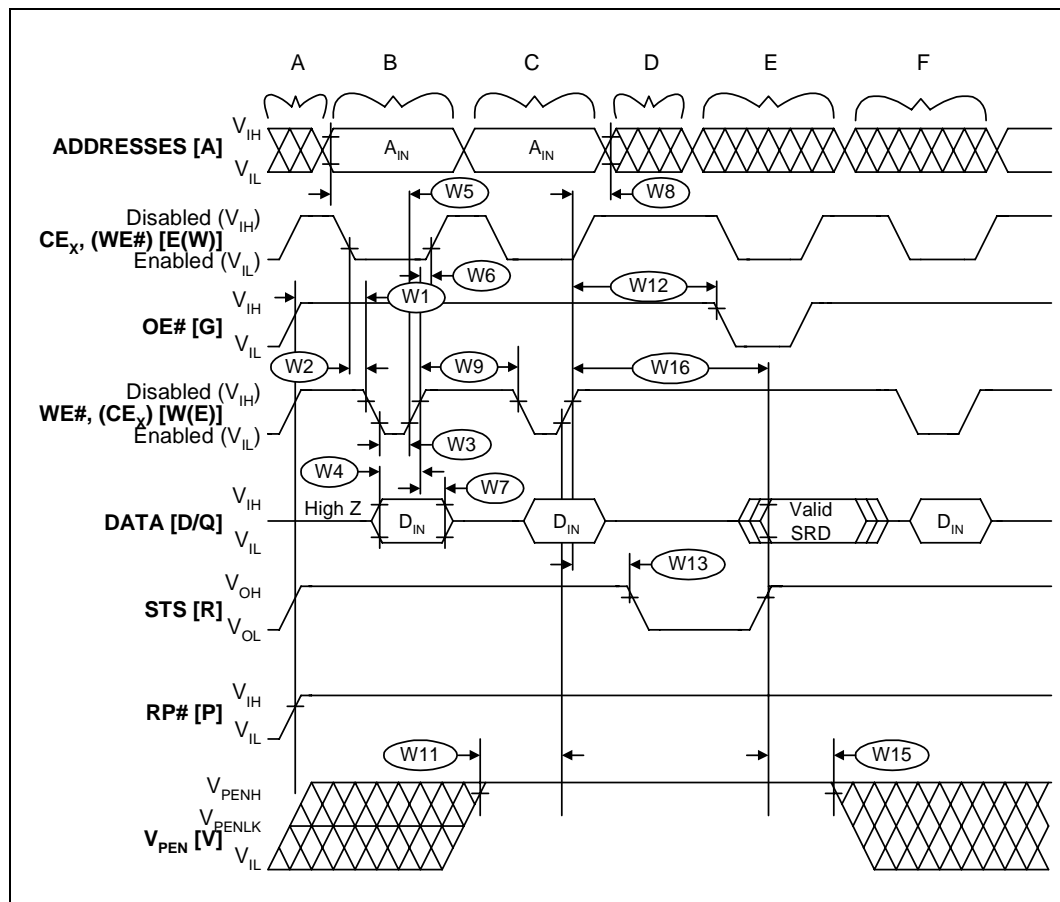 A B C D E F
ADDRESSES [A] V_IH V_IL A_IN A_IN
W5 W8
CE_X, (WE#) [E(W)] Disabled (V_IH) Enabled (V_IL)
W6
W1 W12
OE# [G] V_IH V_IL
W2 W9 W16
WE#, (CE_X) [W(E)] Disabled (V_IH) Enabled (V_IL)
W3
W4 W7
DATA [D/Q] V_IH V_IL High Z D_IN D_IN Valid SRD D_IN
W13
STS [R] V_OH V_OL
RP# [P] V_IH V_IL
W11 W15
V_PEN [V] V_PENH V_PENLK V_IL